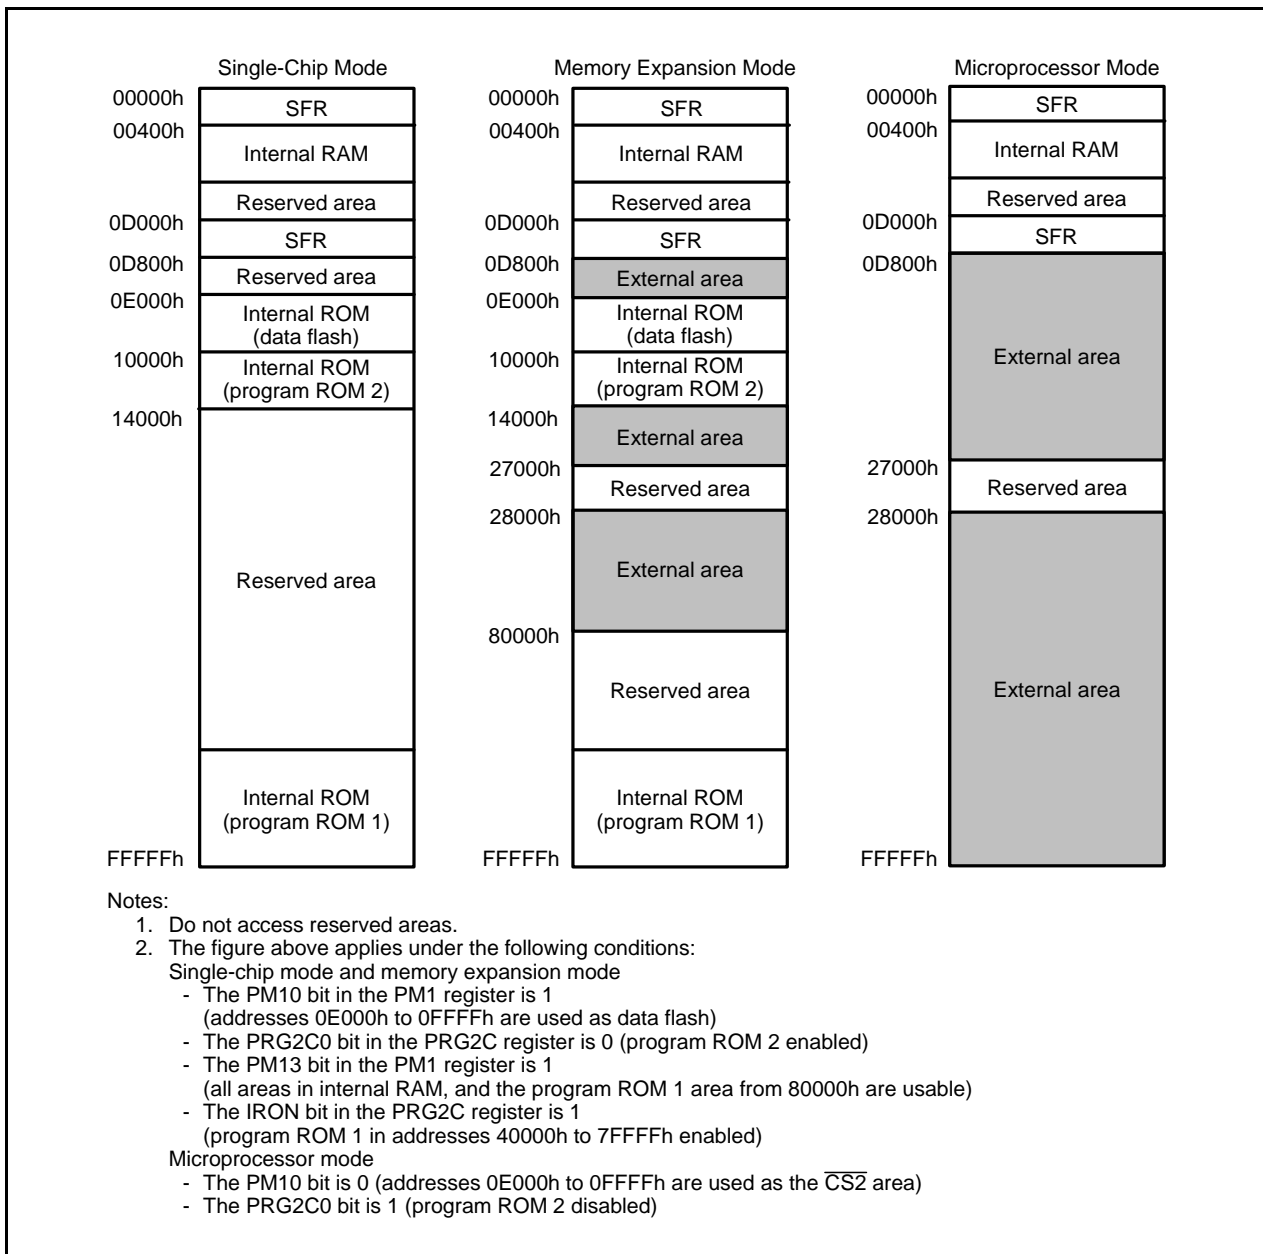 Single-Chip Mode
00000h
SFR
00400h
Internal RAM
Reserved area
0D000h
SFR
0D800h
Reserved area
0E000h
Internal ROM
(data flash)
10000h
Internal ROM
(program ROM 2)
14000h
Reserved area
Internal ROM
(program ROM 1)
FFFFFh
Memory Expansion Mode
00000h
SFR
00400h
Internal RAM
Reserved area
0D000h
SFR
0D800h
External area
0E000h
Internal ROM
(data flash)
10000h
Internal ROM
(program ROM 2)
14000h
External area
27000h
Reserved area
28000h
External area
80000h
Reserved area
Internal ROM
(program ROM 1)
FFFFFh
Microprocessor Mode
00000h
SFR
00400h
Internal RAM
Reserved area
0D000h
SFR
0D800h
External area
27000h
Reserved area
28000h
External area
FFFFFh
Notes:
1. Do not access reserved areas.
2. The figure above applies under the following conditions:
Single-chip mode and memory expansion mode
- The PM10 bit in the PM1 register is 1
(addresses 0E000h to 0FFFFh are used as data flash)
- The PRG2C0 bit in the PRG2C register is 0 (program ROM 2 enabled)
- The PM13 bit in the PM1 register is 1
(all areas in internal RAM, and the program ROM 1 area from 80000h are usable)
- The IRON bit in the PRG2C register is 1
(program ROM 1 in addresses 40000h to 7FFFFh enabled)
Microprocessor mode
- The PM10 bit is 0 (addresses 0E000h to 0FFFFh are used as the C̅S̅2̅ area)
- The PRG2C0 bit is 1 (program ROM 2 disabled)